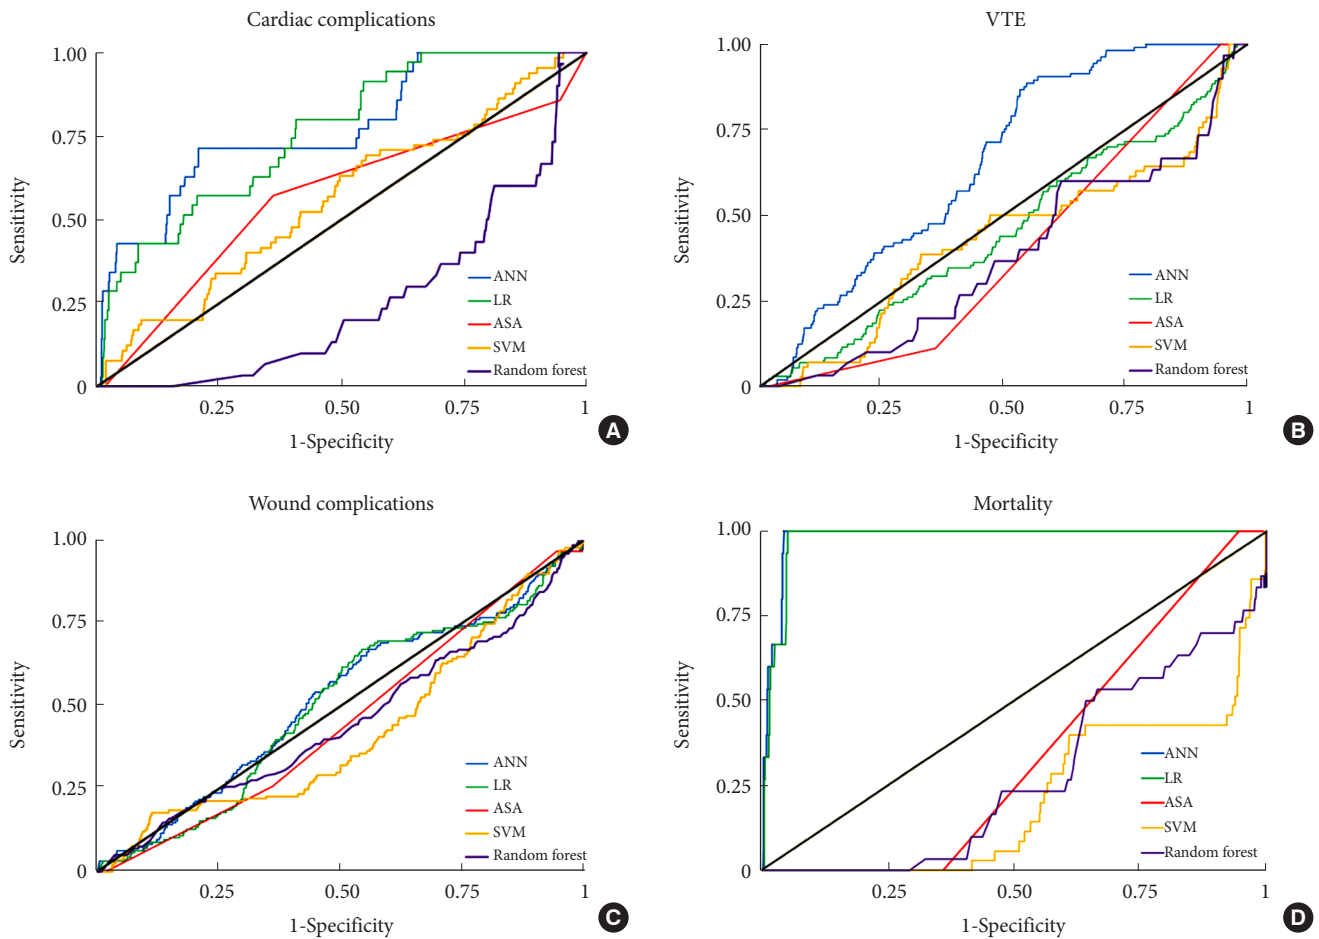 Cardiac complications
1.00
0.75
0.50
0.25
0
Sensitivity
ANN
LR
ASA
SVM
Random forest
0.25 0.50 0.75 1
1-Specificity
A
VTE
1.00
0.75
0.50
0.25
0
Sensitivity
ANN
LR
ASA
SVM
Random forest
0.25 0.50 0.75 1
1-Specificity
B
Wound complications
1.00
0.75
0.50
0.25
0
Sensitivity
ANN
LR
ASA
SVM
Random forest
0.25 0.50 0.75 1
1-Specificity
C
Mortality
1.00
0.75
0.50
0.25
0
Sensitivity
ANN
LR
ASA
SVM
Random forest
0.25 0.50 0.75 1
1-Specificity
D